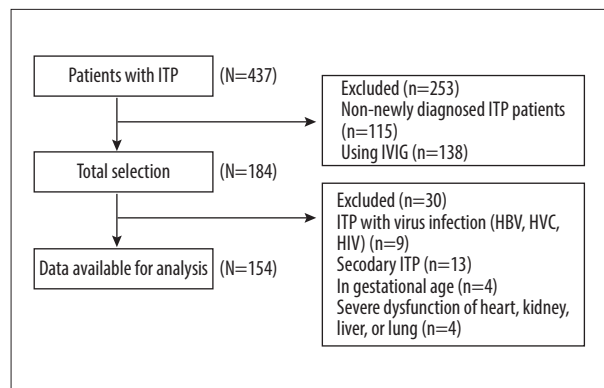 Patients with ITP (N=437)
Excluded (n=253)
Non-newly diagnosed ITP patients
(n=115)
Using IVIG (n=138)
Total selection (N=184)
Excluded (n=30)
ITP with virus infection (HBV, HVC,
HIV) (n=9)
Secodary ITP (n=13)
In gestational age (n=4)
Severe dysfunction of heart, kidney,
liver, or lung (n=4)
Data available for analysis (N=154)